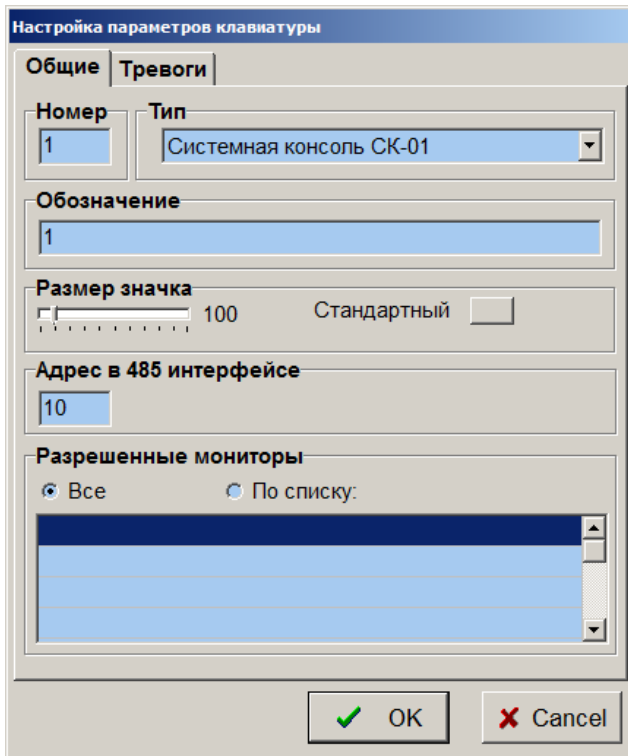 Настройка параметров клавиатуры
Общие Тревоги
Номер Тип
1 Системная консоль СК-01
Обозначение
1
Размер значка
100 Стандартный
Адрес в 485 интерфейсе
10
Разрешенные мониторы
Все По списку:
OK Cancel